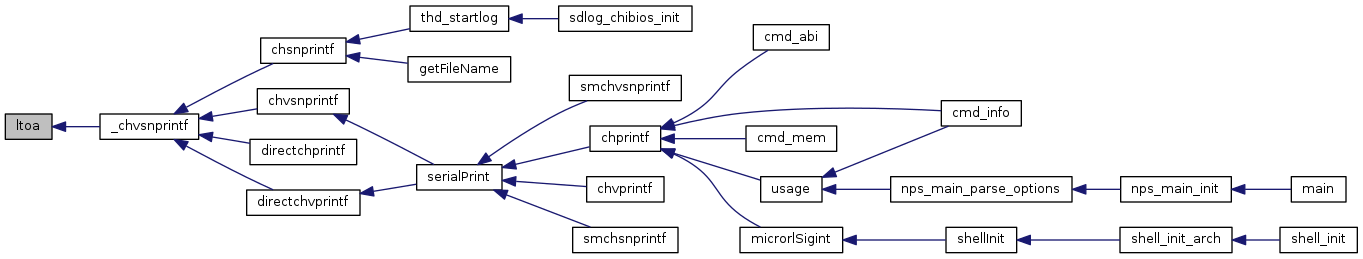 ltoa
_chvsnprintf
chsnprintf
thd_startlog
sdlog_chibios_init
getFileName
chvsnprintf
directchprintf
directchvprintf
serialPrint
smchvsnprintf
chprintf
chvprintf
smchsnprintf
cmd_abi
cmd_info
cmd_mem
usage
nps_main_parse_options
nps_main_init
main
microrlSigint
shellInit
shell_init_arch
shell_init